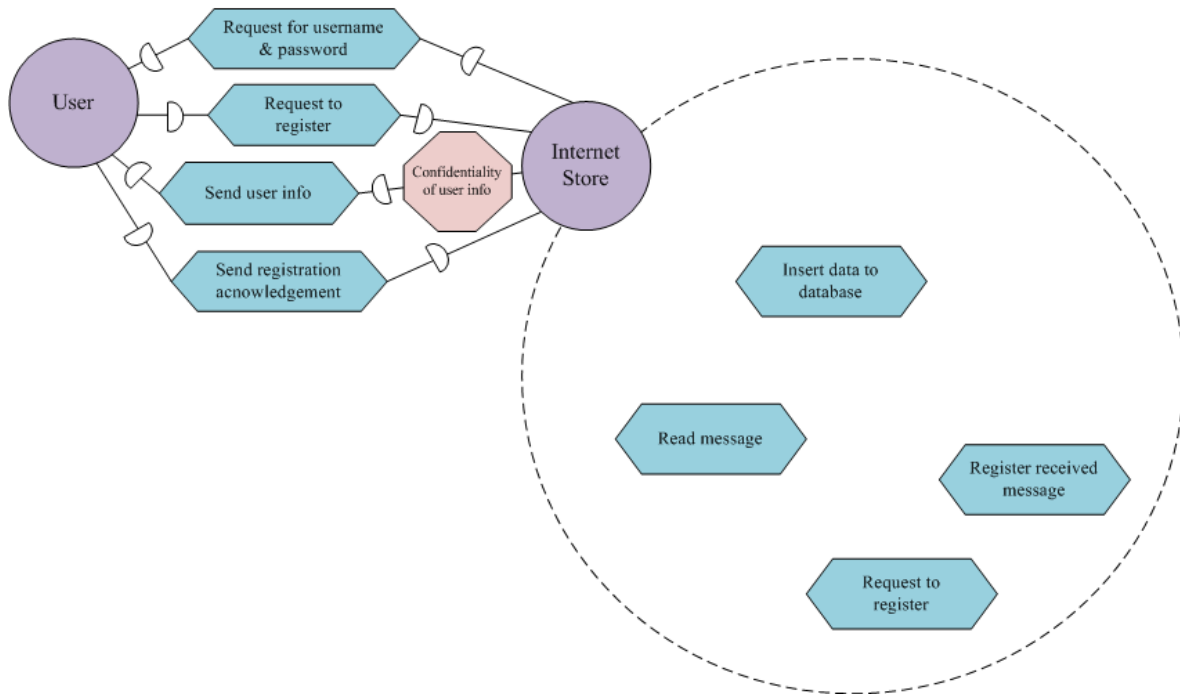 Request for username
& password
User
Request to
register
Internet
Store
Confidentiality
of user info
Send user info
Send registration
acnowledgement
Insert data to
database
Read message
Register received
message
Request to
register